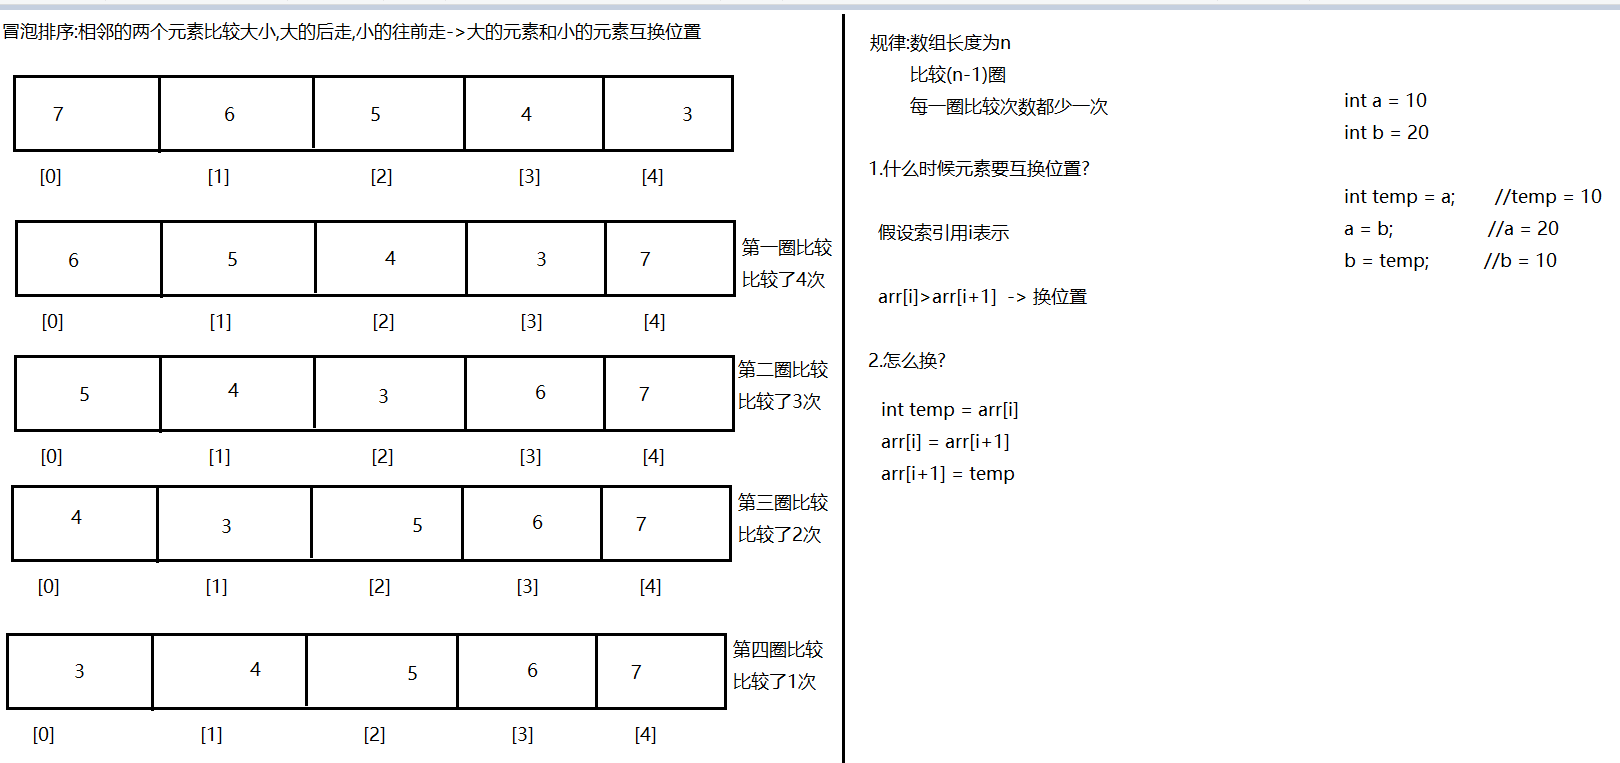 冒泡排序:相邻的两个元素比较大小,大的后走,小的往前走->大的元素和小的元素互换位置
7 6 5 4 3
[0] [1] [2] [3] [4]
6 5 4 3 7
第一圈比较
比较了4次
[0] [1] [2] [3] [4]
5 4 3 6 7
第二圈比较
比较了3次
[0] [1] [2] [3] [4]
4 3 5 6 7
第三圈比较
比较了2次
[0] [1] [2] [3] [4]
3 4 5 6 7
第四圈比较
比较了1次
[0] [1] [2] [3] [4]
规律:数组长度为n
比较(n-1)圈
每一圈比较次数都少一次
1.什么时候元素要互换位置?
假设索引用i表示
arr[i]>arr[i+1] -> 换位置
2.怎么换?
int temp = arr[i]
arr[i] = arr[i+1]
arr[i+1] = temp
int a = 10
int b = 20
int temp = a; //temp = 10
a = b; //a = 20
b = temp; //b = 10